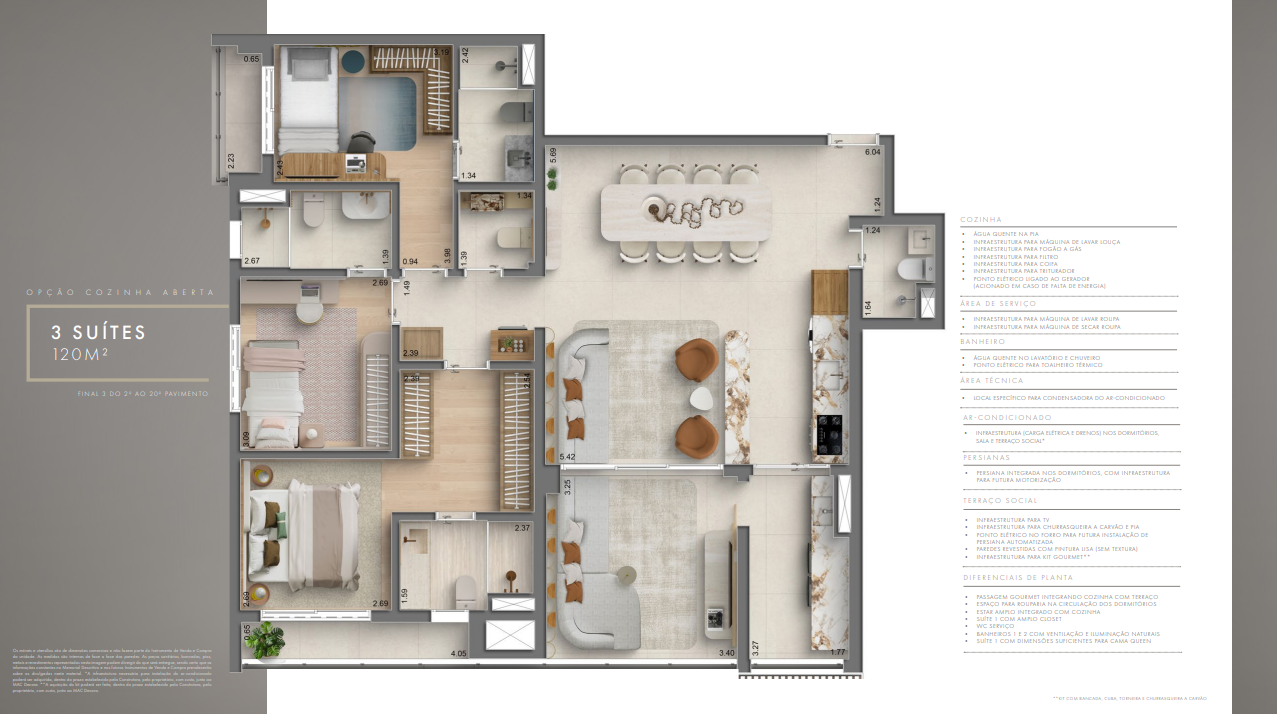 OPÇÃO COZINHA ABERTA
3 SUÍTES
120M²
FINAL 3 DO 2º AO 20º PAVIMENTO
0.65
3.19
2.42
2.23
2.43
1.34
5.69
6.04
1.24
1.34
1.24
2.67
1.39
0.94
3.98
1.39
1.64
2.69
1.49
2.39
2.39
2.54
3.09
5.42
3.25
2.37
2.69
2.69
1.59
0.65
4.05
3.40
3.27
1.77
COZINHA
• ÁGUA QUENTE NA PIA
• INFRAESTRUTURA PARA MÁQUINA DE LAVAR LOUÇA
• INFRAESTRUTURA PARA FOGÃO A GÁS
• INFRAESTRUTURA PARA FILTRO
• INFRAESTRUTURA PARA COIFA
• INFRAESTRUTURA PARA TRITURADOR
• PONTO ELÉTRICO LIGADO AO GERADOR
(ACIONADO EM CASO DE FALTA DE ENERGIA)
ÁREA DE SERVIÇO
• INFRAESTRUTURA PARA MÁQUINA DE LAVAR ROUPA
• INFRAESTRUTURA PARA MÁQUINA DE SECAR ROUPA
BANHEIRO
• ÁGUA QUENTE NO LAVATÓRIO E CHUVEIRO
• PONTO ELÉTRICO PARA TOALHEIRO TÉRMICO
ÁREA TÉCNICA
• LOCAL ESPECÍFICO PARA CONDENSADORA DO AR-CONDICIONADO
AR-CONDICIONADO
• INFRAESTRUTURA (CARGA ELÉTRICA E DRENOS) NOS DORMITÓRIOS,
SALA E TERRAÇO SOCIAL*
PERSIANAS
• PERSIANA INTEGRADA NOS DORMITÓRIOS, COM INFRAESTRUTURA
PARA FUTURA MOTORIZAÇÃO
TERRAÇO SOCIAL
• INFRAESTRUTURA PARA TV
• INFRAESTRUTURA PARA CHURRASQUEIRA A CARVÃO E PIA
• PONTO ELÉTRICO NO FORRO PARA FUTURA INSTALAÇÃO DE
PERSIANA AUTOMATIZADA
• PAREDES REVESTIDAS COM PINTURA LISA (SEM TEXTURA)
• INFRAESTRUTURA PARA KIT GOURMET**
DIFERENCIAIS DE PLANTA
• PASSAGEM GOURMET INTEGRANDO COZINHA COM TERRAÇO
• ESPAÇO PARA ROUPARIA NA CIRCULAÇÃO DOS DORMITÓRIOS
• ESTAR AMPLO INTEGRADO COM COZINHA
• SUÍTE 1 COM AMPLO CLOSET
• WC SERVIÇO
• BANHEIROS 1 E 2 COM VENTILAÇÃO E ILUMINAÇÃO NATURAIS
• SUÍTE 1 COM DIMENSÕES SUFICIENTES PARA CAMA QUEEN
**KIT COM BANCADA, CUBA, TORNEIRA E CHURRASQUEIRA A CARVÃO